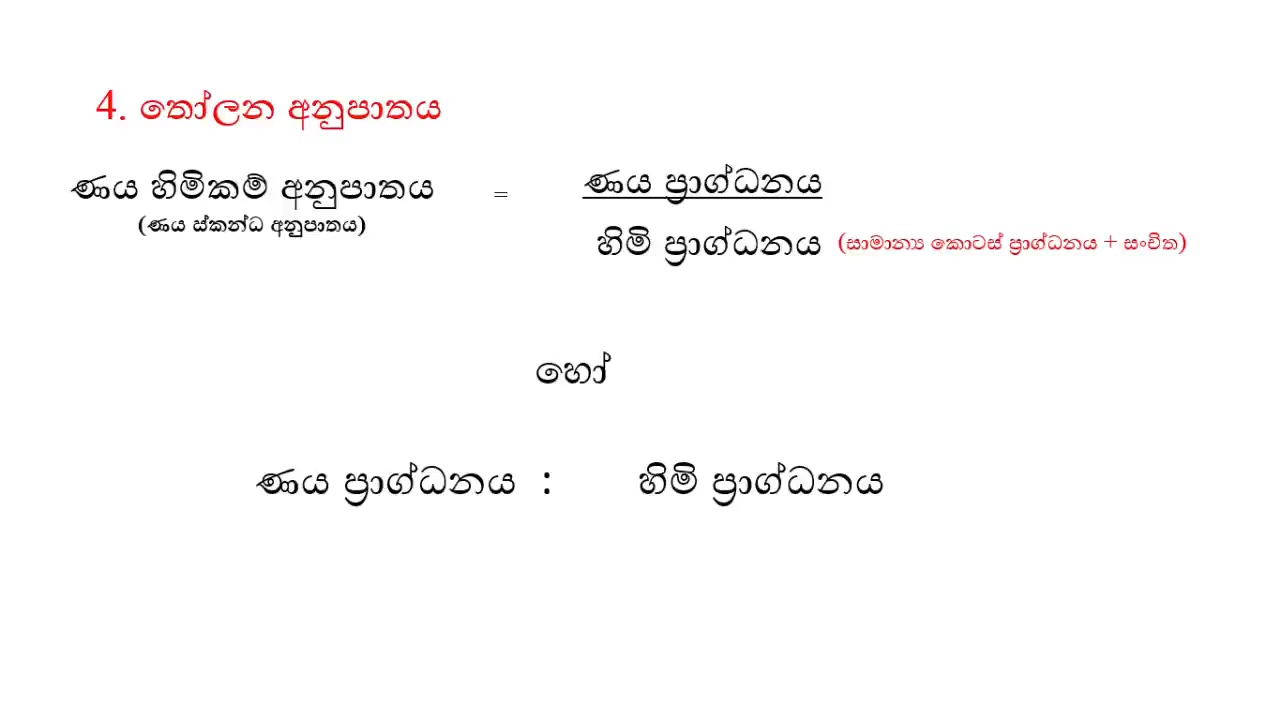 4. තෝලන අනුපාතය
ණය ප්‍රාග්ධනය
ණය හිමිකම් අනුපාතය =
(ණය ස්කන්ධ අනුපාතය)
හිමි ප්‍රාග්ධනය (සාමාන්‍ය කොටස් ප්‍රාග්ධනය + සංචිත)
හෝ
ණය ප්‍රාග්ධනය : හිමි ප්‍රාග්ධනය